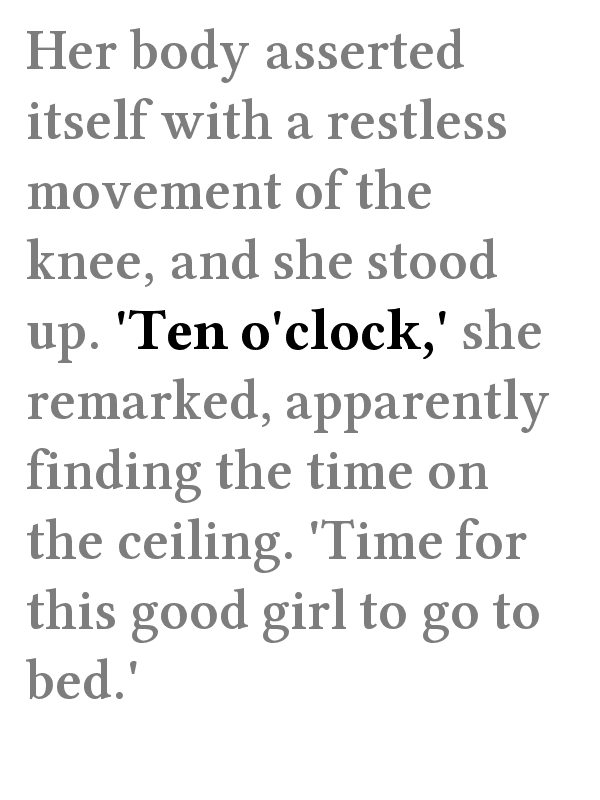 Her body asserted
itself with a restless
movement of the
knee, and she stood
up. 'Ten o'clock,' she
remarked, apparently
finding the time on
the ceiling. 'Time for
this good girl to go to
bed.'